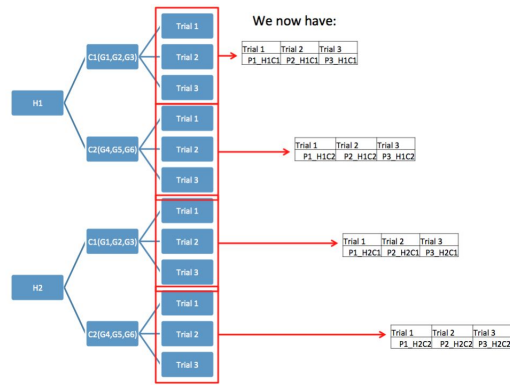 We now have:
H1
C1(G1,G2,G3)
Trial 1
Trial 2
Trial 3
Trial 1 Trial 2 Trial 3
P1_H1C1 P2_H1C1 P3_H1C1
C2(G4,G5,G6)
Trial 1
Trial 2
Trial 3
Trial 1 Trial 2 Trial 3
P1_H1C2 P2_H1C2 P3_H1C2
H2
C1(G1,G2,G3)
Trial 1
Trial 2
Trial 3
Trial 1 Trial 2 Trial 3
P1_H2C1 P2_H2C1 P3_H2C1
C2(G4,G5,G6)
Trial 1
Trial 2
Trial 3
Trial 1 Trial 2 Trial 3
P1_H2C2 P2_H2C2 P3_H2C2